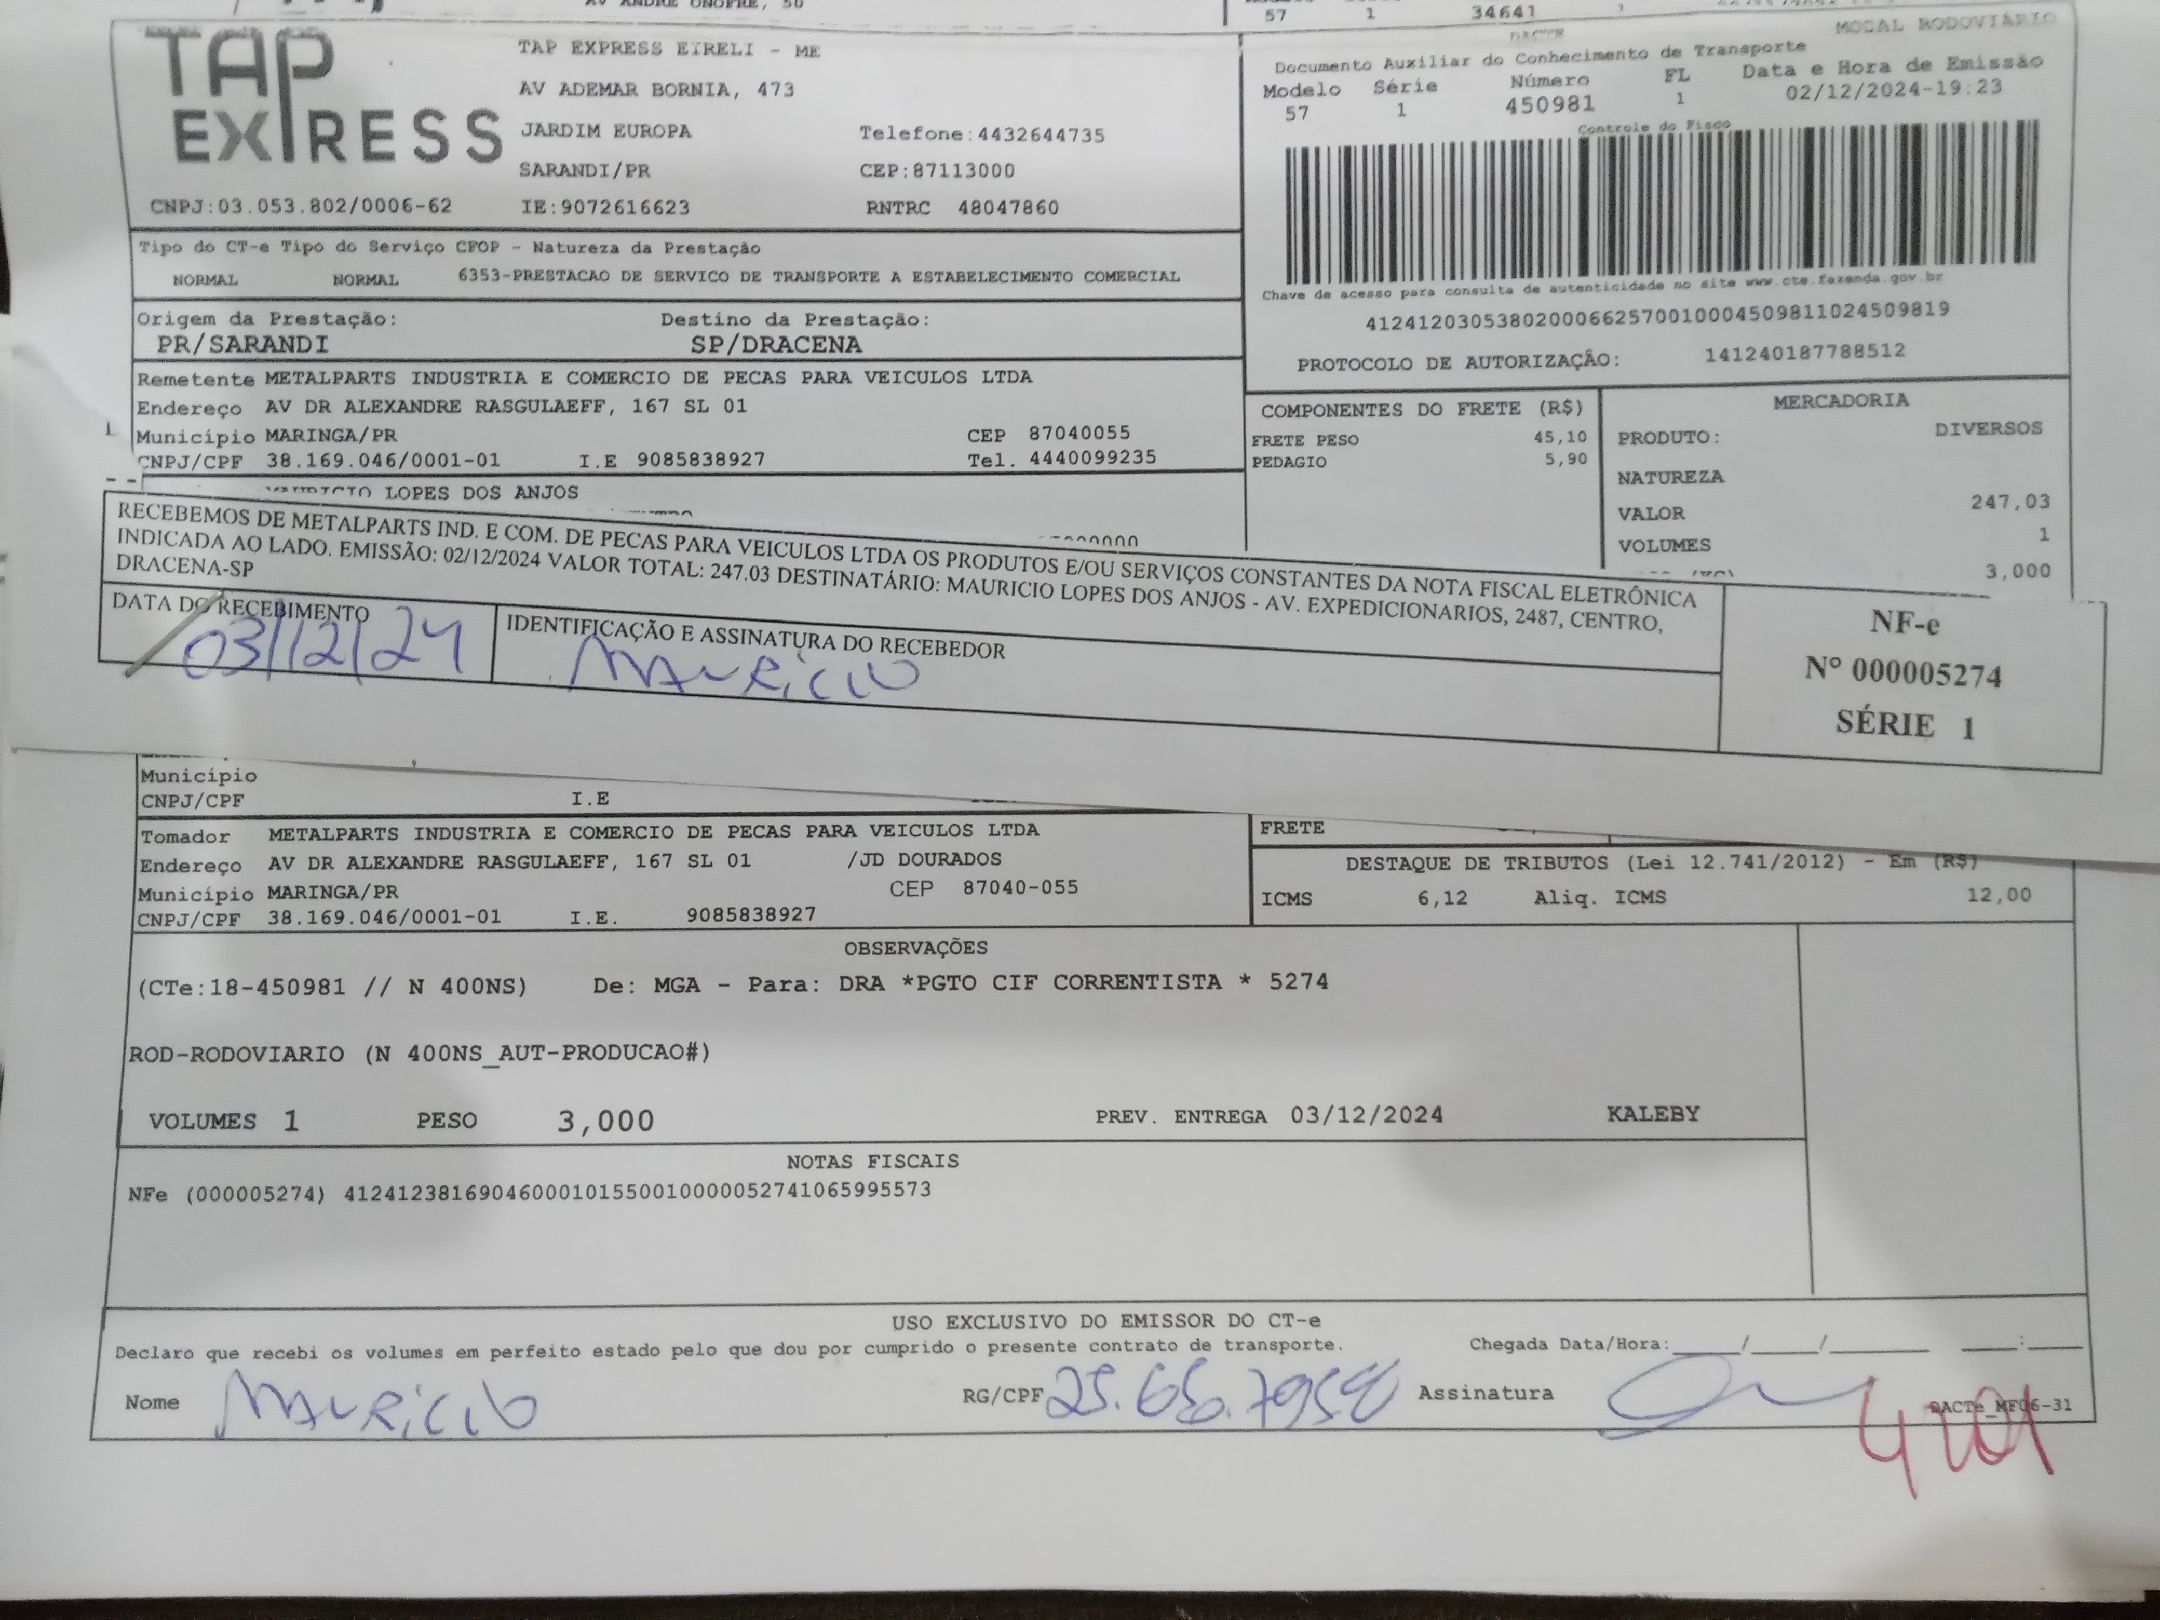 AV ANDRE ONOFRE, 50
57 1 34641
TAP EXPRESS
TAP EXPRESS EIRELI - ME
AV ADEMAR BORNIA, 473
JARDIM EUROPA Telefone:4432644735
SARANDI/PR CEP:87113000
CNPJ:03.053.802/0006-62 IE:9072616623 RNTRC 48047860
DACTE MODAL RODOVIÁRIO
Documento Auxiliar do Conhecimento de Transporte
Modelo Série Número FL Data e Hora de Emissão
57 1 450981 1 02/12/2024-19:23
Controle do Fisco
Chave de acesso para consulta de autenticidade no site www.cte.fazenda.gov.br
41241203053802000662570010004509811024509819
PROTOCOLO DE AUTORIZAÇÃO: 141240187788512
Tipo do CT-e Tipo do Serviço CFOP - Natureza da Prestação
NORMAL NORMAL 6353-PRESTACAO DE SERVICO DE TRANSPORTE A ESTABELECIMENTO COMERCIAL
Origem da Prestação: Destino da Prestação:
PR/SARANDI SP/DRACENA
Remetente METALPARTS INDUSTRIA E COMERCIO DE PECAS PARA VEICULOS LTDA
Endereço AV DR ALEXANDRE RASGULAEFF, 167 SL 01
Município MARINGA/PR CEP 87040055
CNPJ/CPF 38.169.046/0001-01 I.E 9085838927 Tel. 4440099235
COMPONENTES DO FRETE (R$)
FRETE PESO 45,10
PEDAGIO 5,90
MERCADORIA
PRODUTO: DIVERSOS
NATUREZA
VALOR 247,03
VOLUMES 1
3,000
LOPES DOS ANJOS
RECEBEMOS DE METALPARTS IND. E COM. DE PECAS PARA VEICULOS LTDA OS PRODUTOS E/OU SERVIÇOS CONSTANTES DA NOTA FISCAL ELETRÔNICA
INDICADA AO LADO. EMISSÃO: 02/12/2024 VALOR TOTAL: 247.03 DESTINATÁRIO: MAURICIO LOPES DOS ANJOS - AV. EXPEDICIONARIOS, 2487, CENTRO,
DRACENA-SP
DATA DO RECEBIMENTO IDENTIFICAÇÃO E ASSINATURA DO RECEBEDOR
03/12/24 MAURICIO
NF-e
Nº 000005274
SÉRIE 1
Município
CNPJ/CPF I.E
Tomador METALPARTS INDUSTRIA E COMERCIO DE PECAS PARA VEICULOS LTDA
Endereço AV DR ALEXANDRE RASGULAEFF, 167 SL 01 /JD DOURADOS
Município MARINGA/PR CEP 87040-055
CNPJ/CPF 38.169.046/0001-01 I.E. 9085838927
FRETE
DESTAQUE DE TRIBUTOS (Lei 12.741/2012) - Em (R$)
ICMS 6,12 Aliq. ICMS 12,00
OBSERVAÇÕES
(CTe:18-450981 // N 400NS) De: MGA - Para: DRA *PGTO CIF CORRENTISTA * 5274
ROD-RODOVIARIO (N 400NS_AUT-PRODUCAO#)
VOLUMES 1 PESO 3,000 PREV. ENTREGA 03/12/2024 KALEBY
NOTAS FISCAIS
NFe (000005274) 41241238169046000101550010000052741065995573
USO EXCLUSIVO DO EMISSOR DO CT-e
Declaro que recebi os volumes em perfeito estado pelo que dou por cumprido o presente contrato de transporte. Chegada Data/Hora:____/____/______ ____:____
Nome MAURICIO RG/CPF Assinatura
DACTe_MF06-31